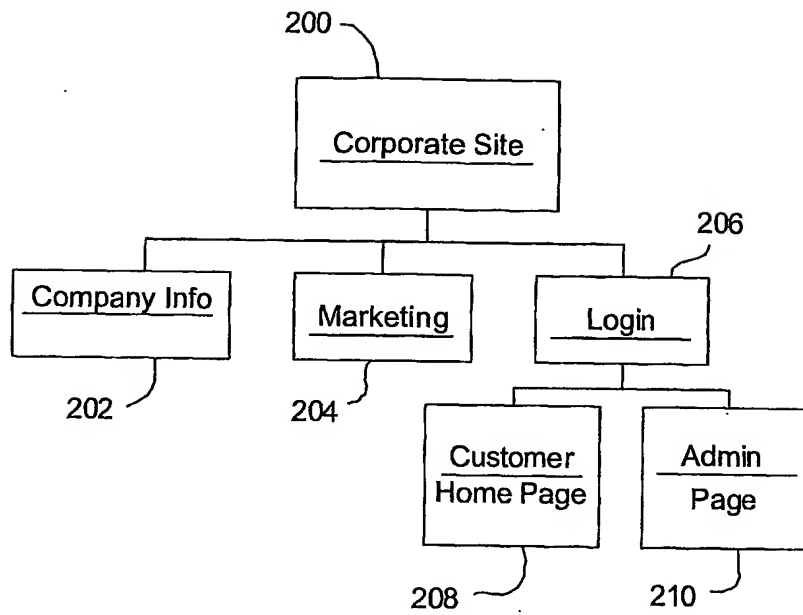 200
Corporate Site
206
Company Info
Marketing
Login
202
204
Customer
Home Page
Admin
Page
208
210